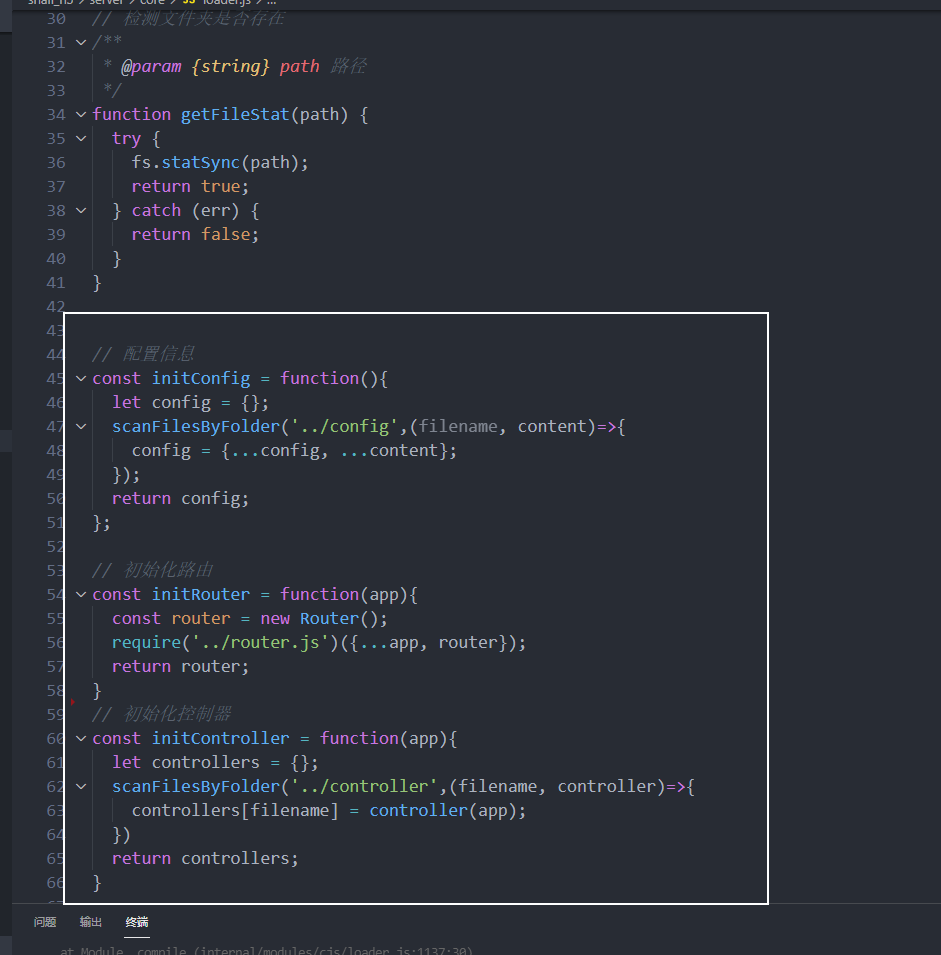 server > core > JS loader.js > ...
30 // 检测文件夹是否存在
31 /**
32 * @param {string} path 路径
33 */
34 function getFileStat(path) {
35 try {
36 fs.statSync(path);
37 return true;
38 } catch (err) {
39 return false;
40 }
41 }
42
43
44 // 配置信息
45 const initConfig = function(){
46 let config = {};
47 scanFilesByFolder('../config',(filename, content)=>{
48 config = {...config, ...content};
49 });
50 return config;
51 };
52
53 // 初始化路由
54 const initRouter = function(app){
55 const router = new Router();
56 require('../router.js')({...app, router});
57 return router;
58 }
59 // 初始化控制器
60 const initController = function(app){
61 let controllers = {};
62 scanFilesByFolder('../controller',(filename, controller)=>{
63 controllers[filename] = controller(app);
64 })
65 return controllers;
66 }
问题 输出 终端
at Module._compile (internal/modules/cjs/loader.js:1137:30)